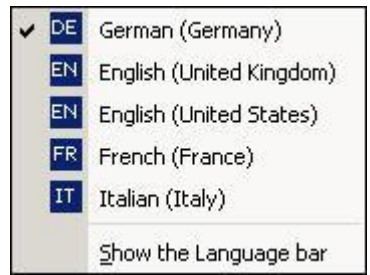 DE German (Germany)
EN English (United Kingdom)
EN English (United States)
FR French (France)
IT Italian (Italy)
Show the Language bar